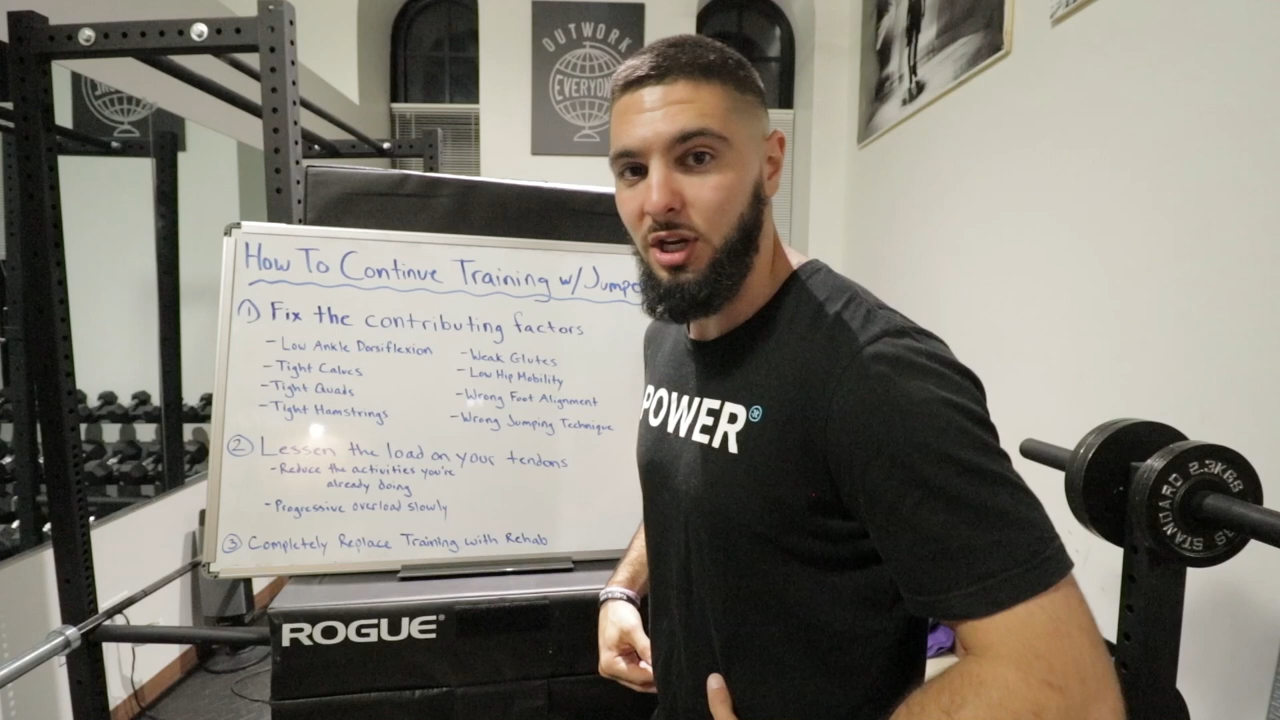 OUTWORK
EVERYONE
How To Continue Training w/ Jumpe
① Fix the contributing factors
- Low Ankle Dorsiflexion
- Tight Calves
- Tight Quads
- Tight Hamstrings
- Weak Glutes
- Low Hip Mobility
- Wrong Foot Alignment
- Wrong Jumping Technique
② Lessen the load on your tendons
- Reduce the activities you're
already doing
- Progressive overload slowly
③ Completely Replace Training with Rehab
ROGUE®
POWER®
STANDARD 2.3KGS